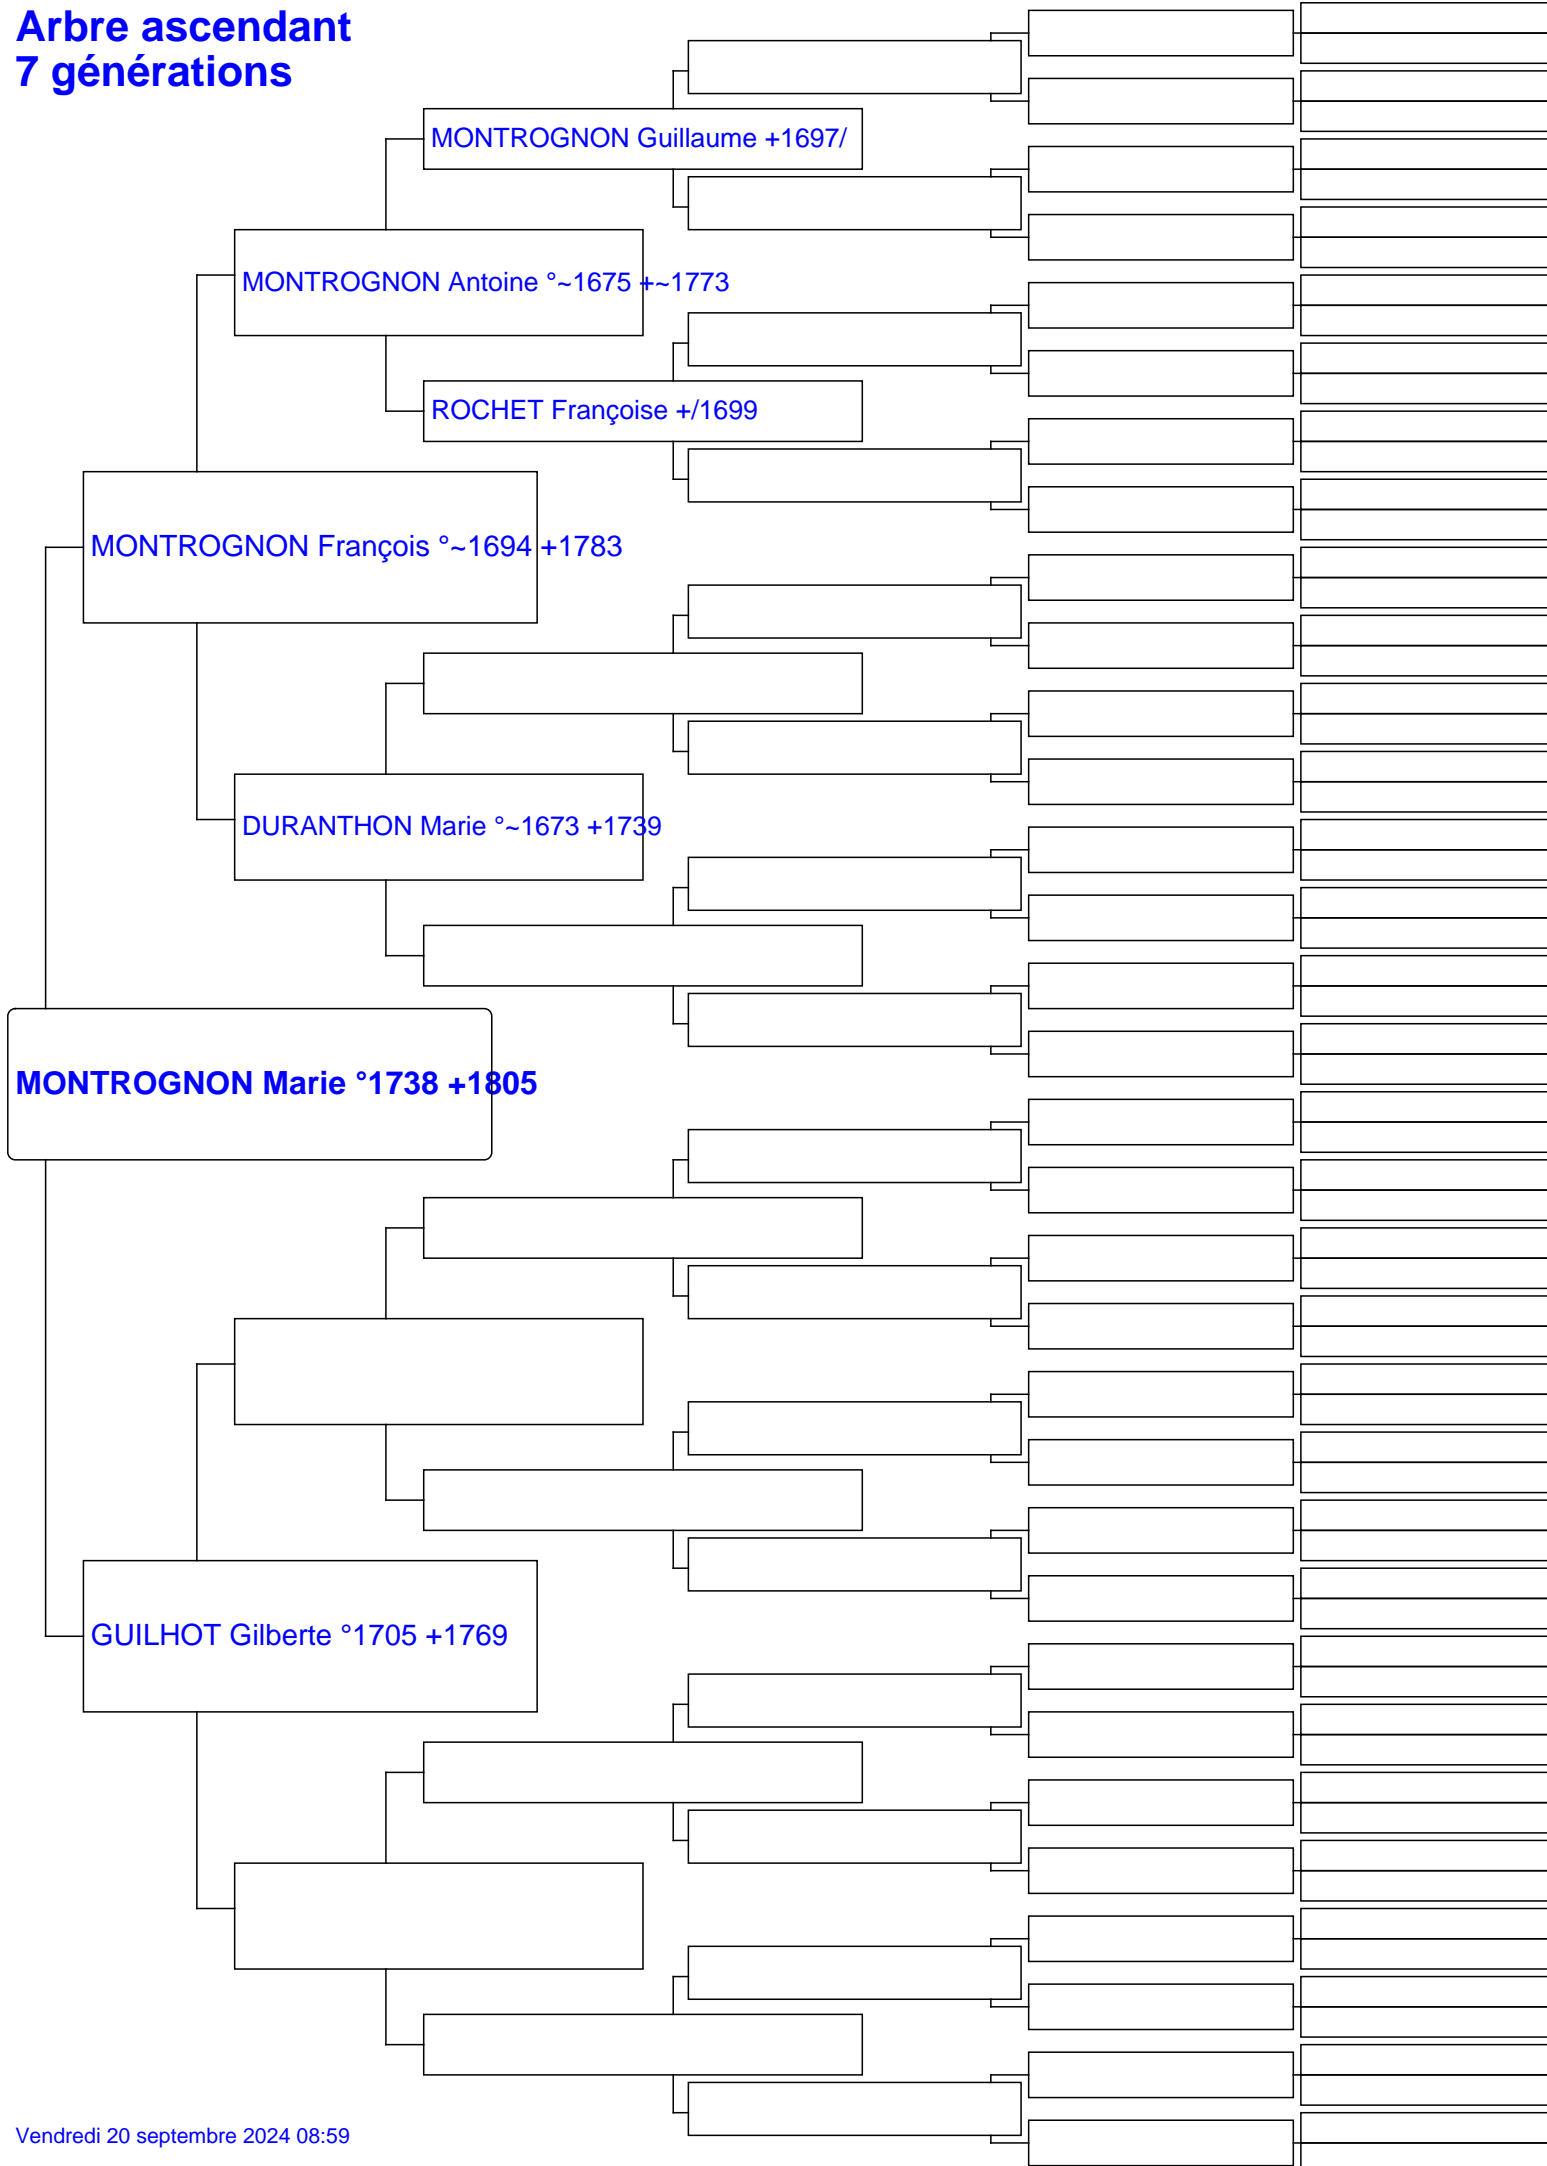 Arbre ascendant
7 générations
MONTROGNON Guillaume +1697/
MONTROGNON Antoine °~1675 +~1773
ROCHET Françoise +/1699
MONTROGNON François °~1694 +1783
DURANTHON Marie °~1673 +1739
MONTROGNON Marie °1738 +1805
GUILHOT Gilberte °1705 +1769
Vendredi 20 septembre 2024 08:59